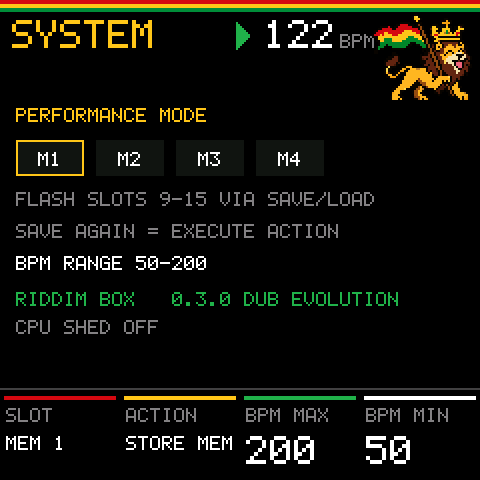 SYSTEM
122 BPM
PERFORMANCE MODE
M1 M2 M3 M4
FLASH SLOTS 9-15 VIA SAVE/LOAD
SAVE AGAIN = EXECUTE ACTION
BPM RANGE 50-200
RIDDIM BOX 0.3.0 DUB EVOLUTION
CPU SHED OFF
SLOT ACTION BPM MAX BPM MIN
MEM 1 STORE MEM 200 50